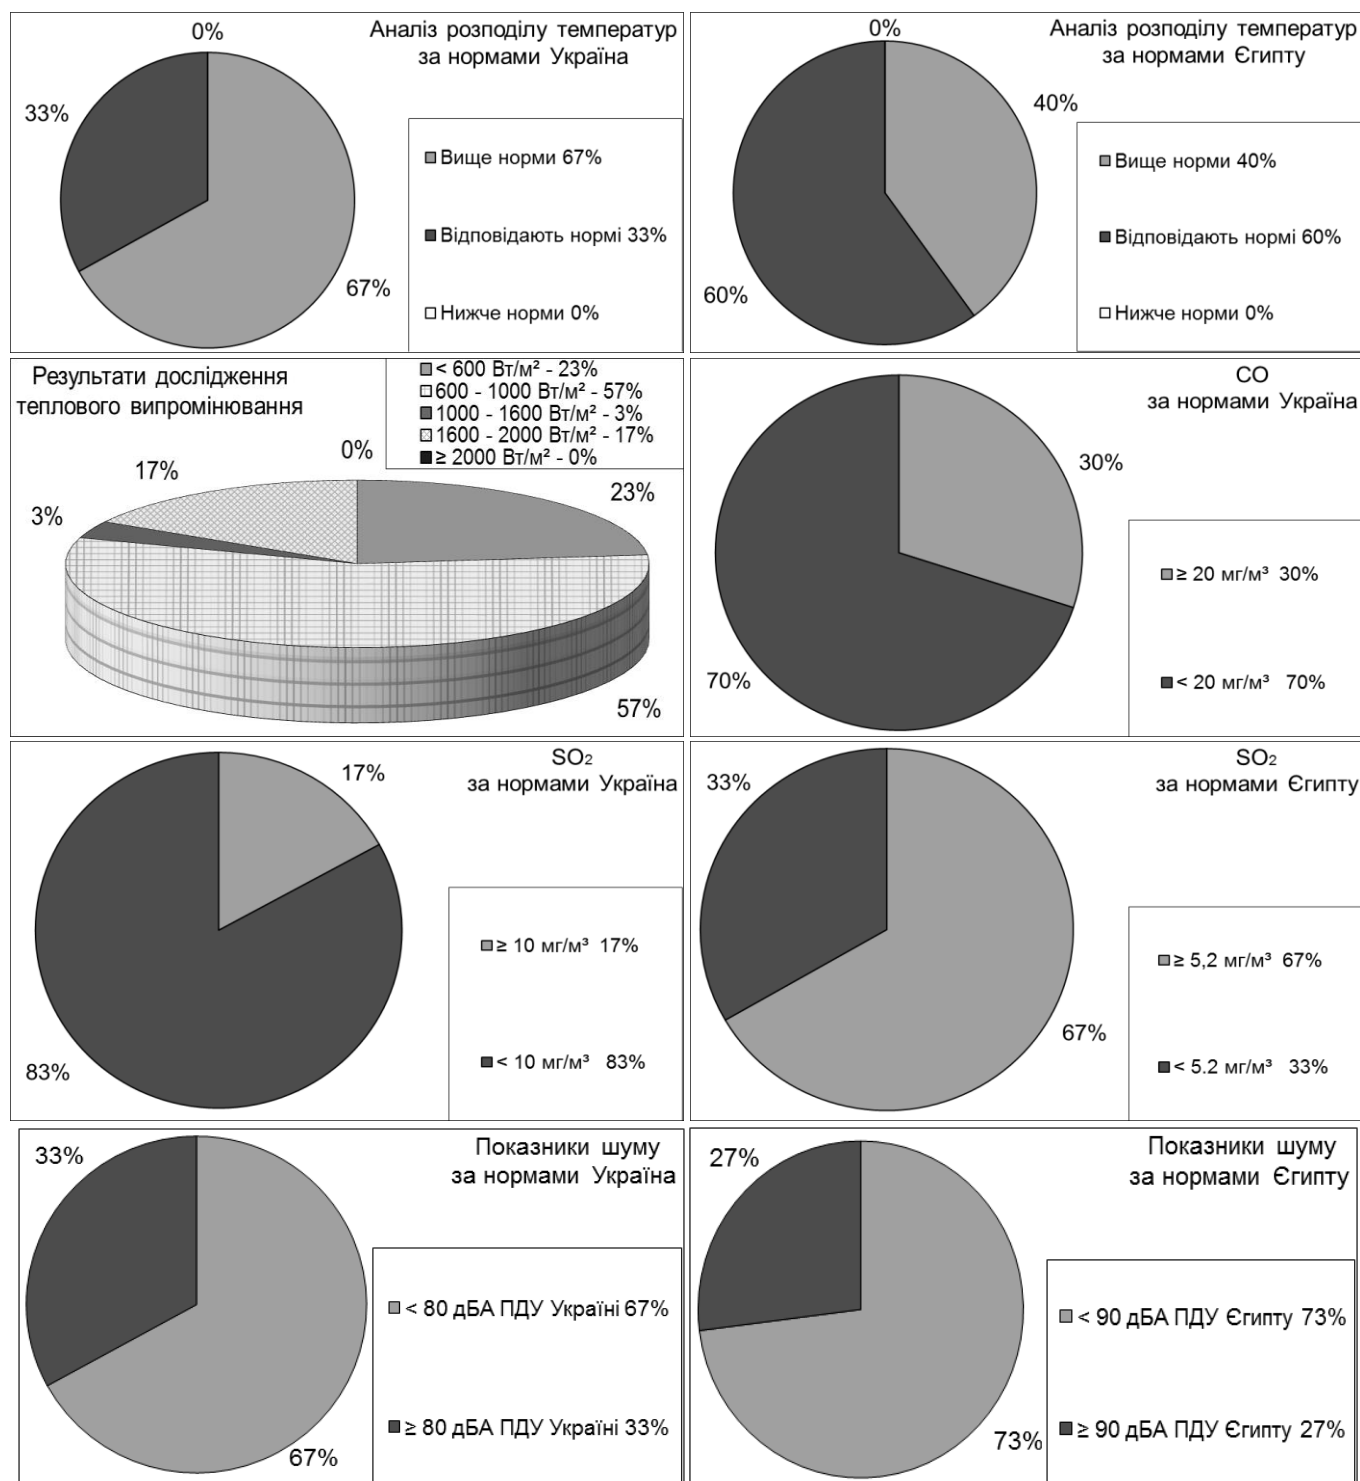 Аналіз розподілу температур
за нормами Україна
0%
33%
67%
Вище норми 67%
Відповідають нормі 33%
Нижче норми 0%
Аналіз розподілу температур
за нормами Єгипту
0%
40%
60%
Вище норми 40%
Відповідають нормі 60%
Нижче норми 0%
Результати дослідження
теплового випромінювання
< 600 Вт/м² - 23%
600 - 1000 Вт/м² - 57%
1000 - 1600 Вт/м² - 3%
1600 - 2000 Вт/м² - 17%
≥ 2000 Вт/м² - 0%
0%
17%
3%
23%
57%
CO
за нормами Україна
30%
70%
≥ 20 мг/м³ 30%
< 20 мг/м³ 70%
SO₂
за нормами Україна
17%
83%
≥ 10 мг/м³ 17%
< 10 мг/м³ 83%
SO₂
за нормами Єгипту
33%
67%
≥ 5,2 мг/м³ 67%
< 5.2 мг/м³ 33%
Показники шуму
за нормами Україна
33%
67%
< 80 дБА ПДУ Україні 67%
≥ 80 дБА ПДУ Україні 33%
Показники шуму
за нормами Єгипту
27%
73%
< 90 дБА ПДУ Єгипту 73%
≥ 90 дБА ПДУ Єгипту 27%